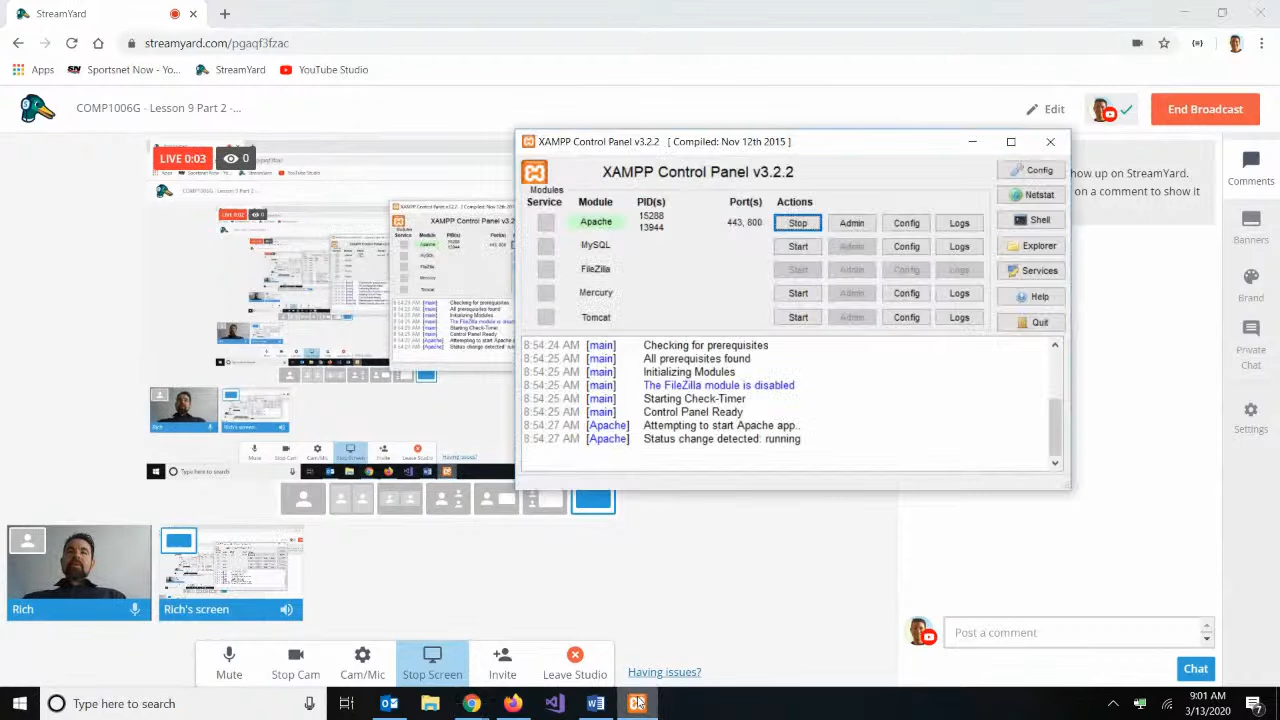 StreamYard
streamyard.com/pgaqf3fzac
Apps
Sportsnet Now - Yo...
StreamYard
YouTube Studio
COMP1006G - Lesson 9 Part 2 -...
Edit
End Broadcast
LIVE 0:03
0
XAMPP Control Panel v3.2.2 [ Compiled: Nov 12th 2015 ]
XAMPP Control Panel v3.2.2
Modules
Service
Module
PID(s)
Port(s)
Actions
Apache
15288
13944
443, 800
Stop
Admin
Config
Logs
MySQL
Start
Admin
Config
Logs
FileZilla
Start
Admin
Config
Logs
Mercury
Start
Admin
Config
Logs
Tomcat
Start
Admin
Config
Logs
Config
Netstat
Shell
Explorer
Services
Help
Quit
8:54:24 AM [main] Checking for prerequisites
8:54:25 AM [main] All prerequisites found
8:54:25 AM [main] Initializing Modules
8:54:25 AM [main] The FileZilla module is disabled
8:54:25 AM [main] Starting Check-Timer
8:54:25 AM [main] Control Panel Ready
8:54:27 AM [Apache] Attempting to start Apache app..
8:54:27 AM [Apache] Status change detected: running
how up on StreamYard.
on a comment to show it
Comments
Banners
Brand
Private
Chat
Settings
Rich
Rich's screen
Mute
Stop Cam
Cam/Mic
Stop Screen
Invite
Leave Studio
Having issues?
Post a comment
Chat
Type here to search
9:01 AM
3/13/2020
7